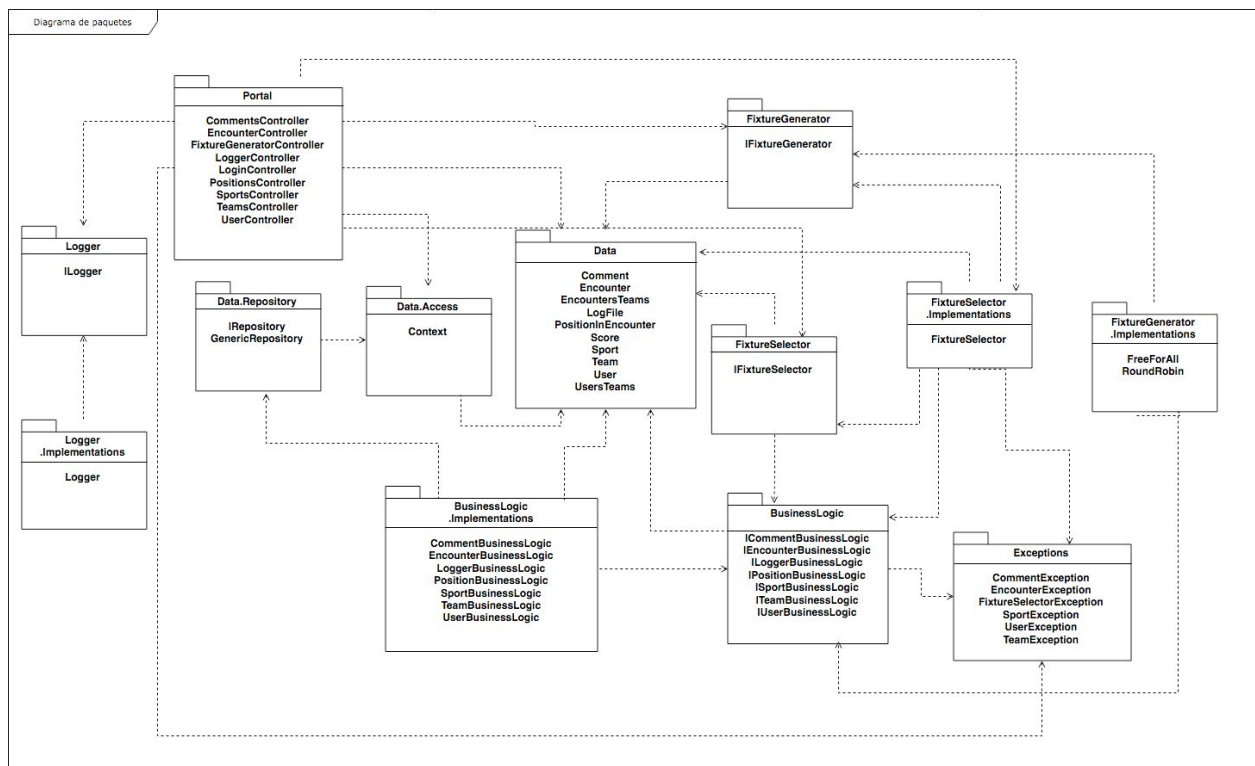 Diagrama de paquetes
Portal
CommentsController
EncounterController
FixtureGeneratorController
LoggerController
LoginController
PositionsController
SportsController
TeamsController
UserController
FixtureGenerator
IFixtureGenerator
Logger
ILogger
Data.Repository
IRepository
GenericRepository
Data.Access
Context
Data
Comment
Encounter
EncountersTeams
LogFile
PositionInEncounter
Score
Sport
Team
User
UsersTeams
FixtureSelector
IFixtureSelector
FixtureSelector
.Implementations
FixtureSelector
FixtureGenerator
.Implementations
FreeForAll
RoundRobin
Logger
.Implementations
Logger
BusinessLogic
.Implementations
CommentBusinessLogic
EncounterBusinessLogic
LoggerBusinessLogic
PositionBusinessLogic
SportBusinessLogic
TeamBusinessLogic
UserBusinessLogic
BusinessLogic
ICommentBusinessLogic
IEncounterBusinessLogic
ILoggerBusinessLogic
IPositionBusinessLogic
ISportBusinessLogic
ITeamBusinessLogic
IUserBusinessLogic
Exceptions
CommentException
EncounterException
FixtureSelectorException
SportException
UserException
TeamException